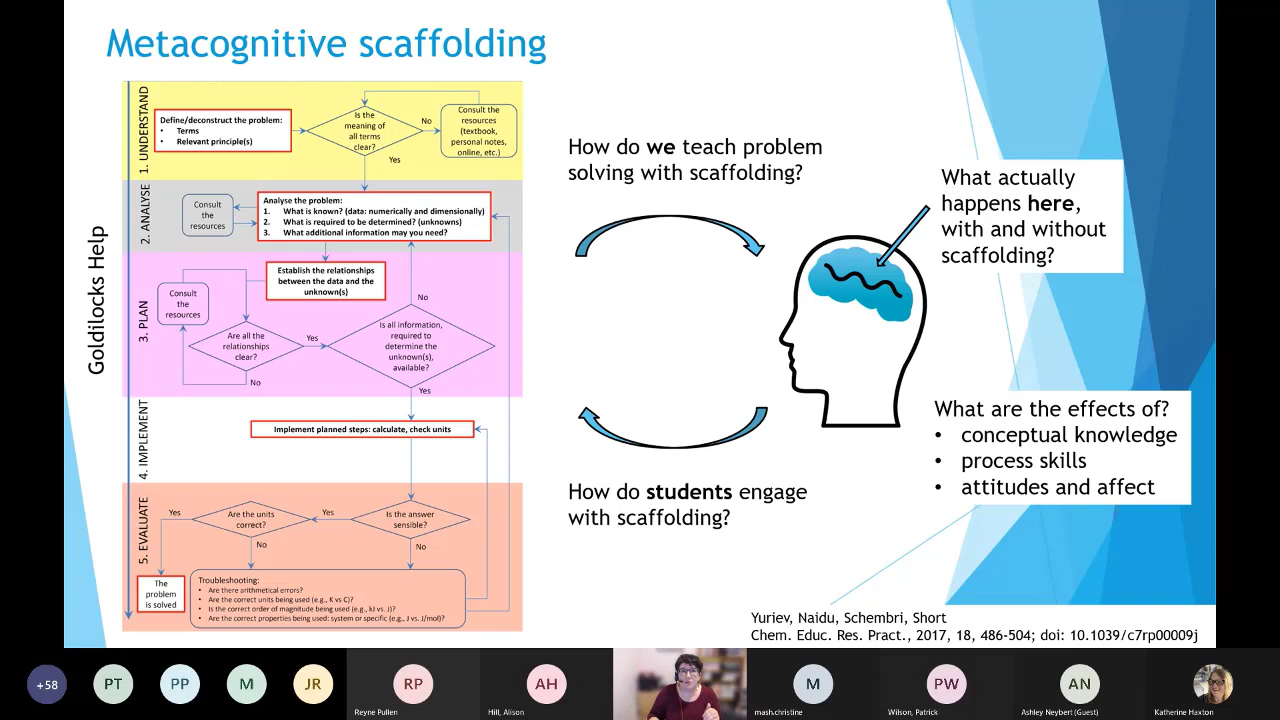 Metacognitive scaffolding
Goldilocks Help
1. UNDERSTAND
Define/deconstruct the problem:
• Terms
• Relevant principle(s)
Is the
meaning of
all terms
clear?
No
Yes
Consult the
resources
(textbook,
personal notes,
online, etc.)
2. ANALYSE
Consult
the
resources
Analyse the problem:
1. What is known? (data: numerically and dimensionally)
2. What is required to be determined? (unknowns)
3. What additional information may you need?
3. PLAN
Establish the relationships
between the data and the
unknown(s)
Consult
the
resources
Are all the
relationships
clear?
Yes
No
Is all information,
required to
determine the
unknown(s),
available?
No
Yes
4. IMPLEMENT
Implement planned steps: calculate, check units
5. EVALUATE
Yes
Are the units
correct?
Yes
Is the answer
sensible?
No
No
The
problem
is solved
Troubleshooting:
• Are there arithmetical errors?
• Are the correct units being used (e.g., K vs C)?
• Is the correct order of magnitude being used (e.g., kJ vs. J)?
• Are the correct properties being used: system or specific (e.g., J vs. J/mol)?
How do we teach problem
solving with scaffolding?
How do students engage
with scaffolding?
What actually
happens here,
with and without
scaffolding?
What are the effects of?
• conceptual knowledge
• process skills
• attitudes and affect
Yuriev, Naidu, Schembri, Short
Chem. Educ. Res. Pract., 2017, 18, 486-504; doi: 10.1039/c7rp00009j
+58
PT
PP
M
JR
RP
Reyne Pullen
AH
Hill, Alison
M
mash.christine
PW
Wilson, Patrick
AN
Ashley Neybert (Guest)
Katherine Haxton